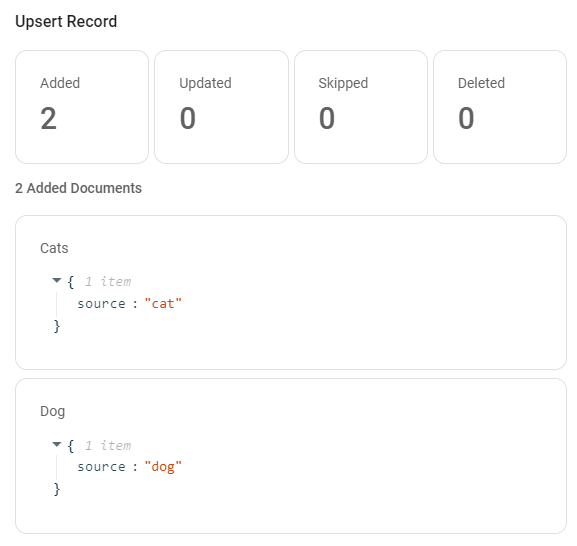 Upsert Record
Added Updated Skipped Deleted
2 0 0 0
2 Added Documents
Cats
{ 1 item
source : "cat"
}
Dog
{ 1 item
source : "dog"
}